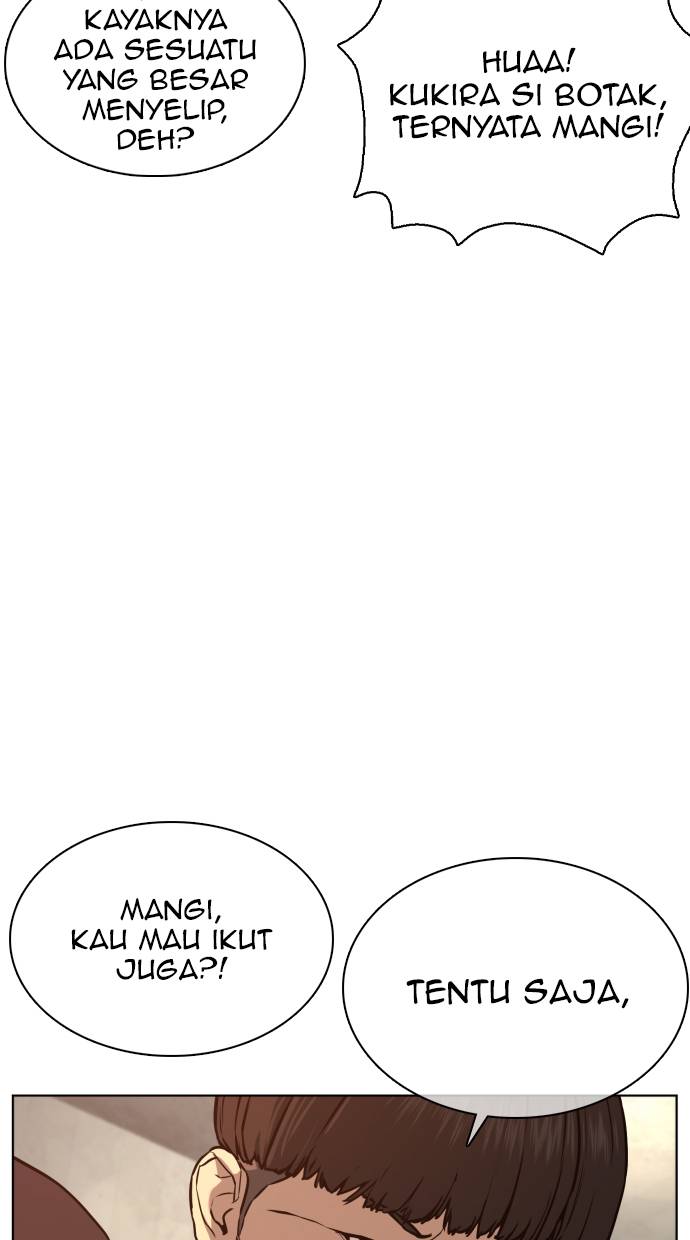 KAYAKNYA
ADA SESUATU
YANG BESAR
MENYELIP,
DEH?
HUAA!
KUKIRA SI BOTAK,
TERNYATA MANGI!
MANGI,
KAU MAU IKUT
JUGA?!
TENTU SAJA,